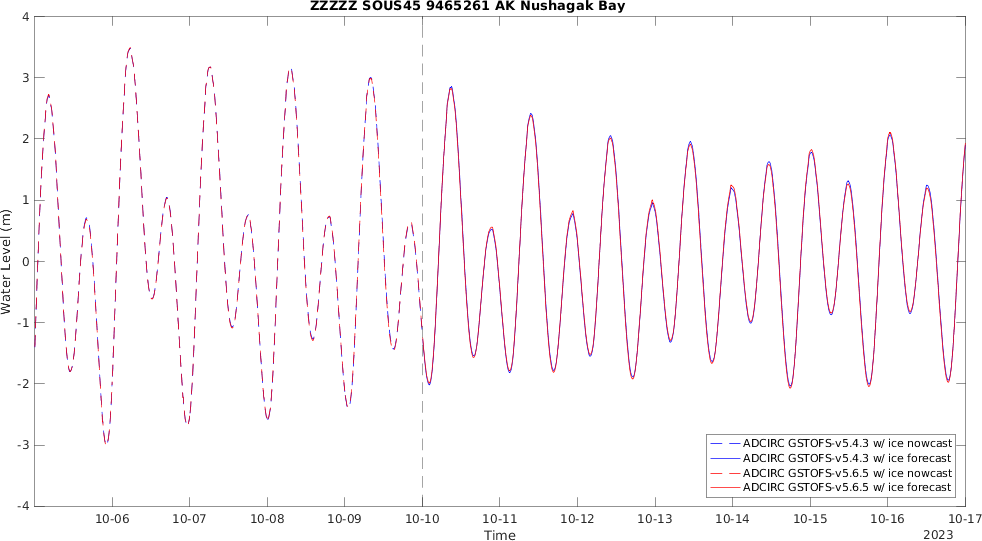 ZZZZZ SOUS45 9465261 AK Nushagak Bay
4
3
2
1
0
-1
-2
-3
-4
Water Level (m)
ADCIRC GSTOFS-v5.4.3 w/ ice nowcast
ADCIRC GSTOFS-v5.4.3 w/ ice forecast
ADCIRC GSTOFS-v5.6.5 w/ ice nowcast
ADCIRC GSTOFS-v5.6.5 w/ ice forecast
10-06 10-07 10-08 10-09 10-10 10-11 10-12 10-13 10-14 10-15 10-16 10-17
Time 2023